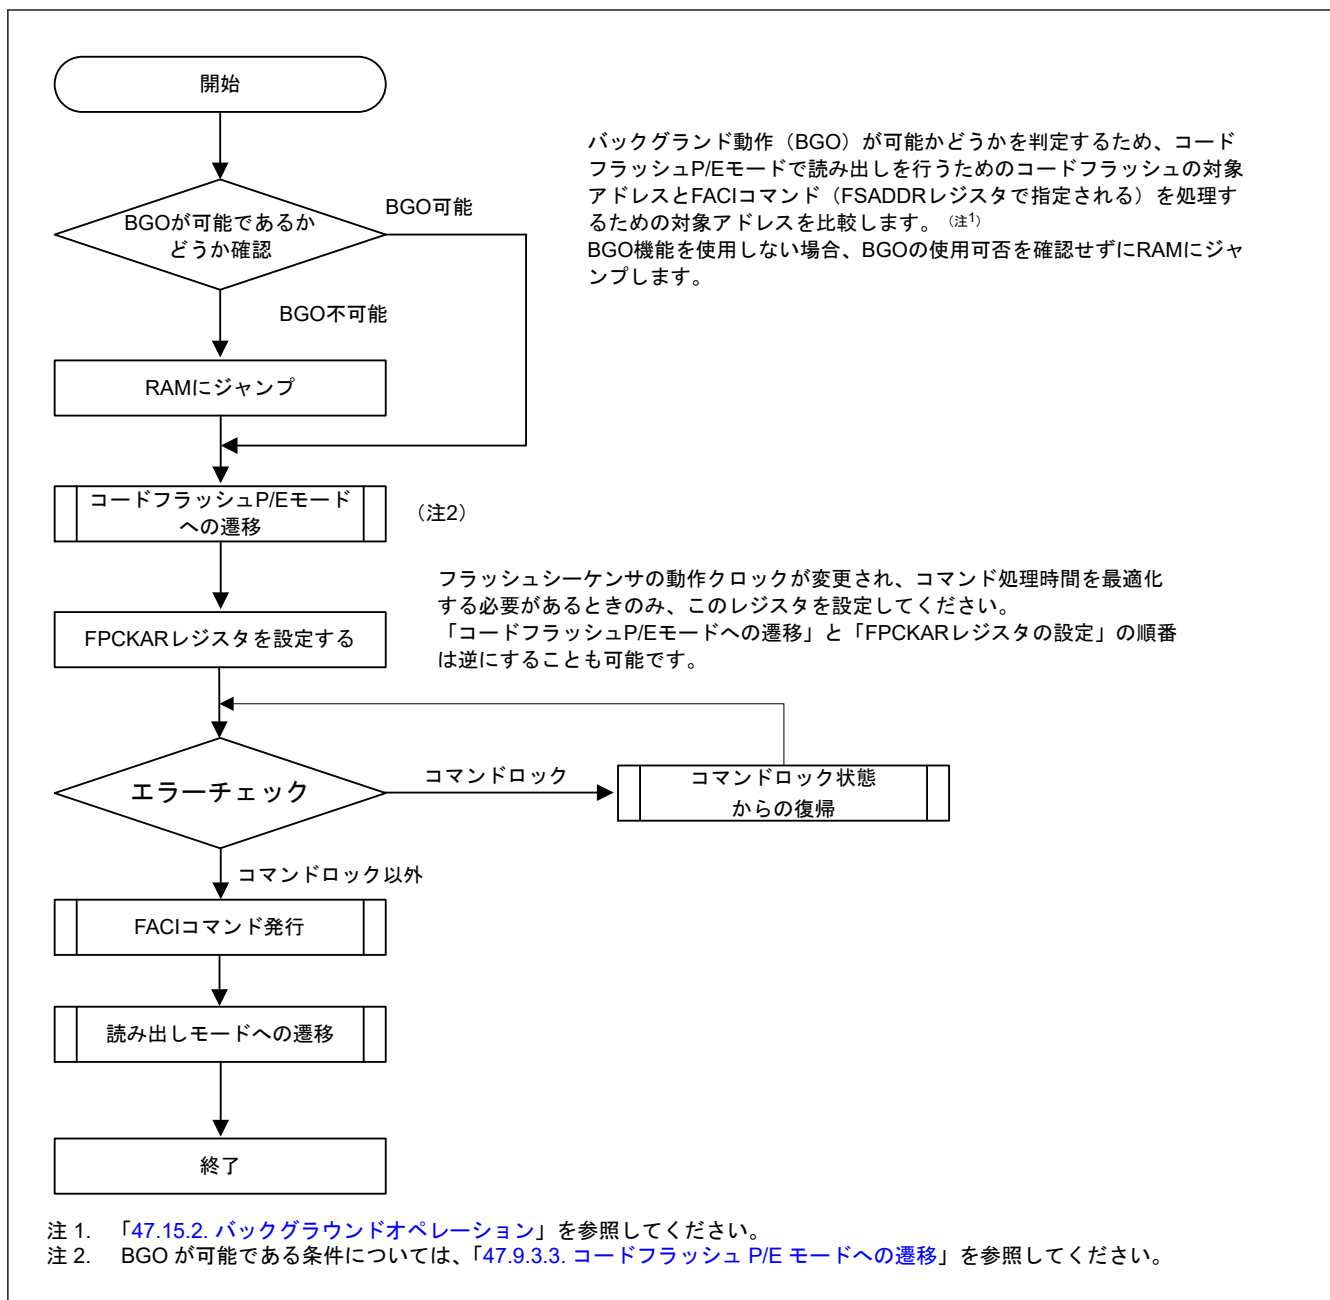 開始
バックグランド動作（BGO）が可能かどうかを判定するため、コード
フラッシュP/Eモードで読み出しを行うためのコードフラッシュの対象
アドレスとFACIコマンド（FSADDRレジスタで指定される）を処理す
るための対象アドレスを比較します。（注1）
BGO機能を使用しない場合、BGOの使用可否を確認せずにRAMにジャ
ンプします。
BGOが可能であるか
どうか確認
BGO可能
BGO不可能
RAMにジャンプ
コードフラッシュP/Eモード
への遷移
（注2）
フラッシュシーケンサの動作クロックが変更され、コマンド処理時間を最適化
する必要があるときのみ、このレジスタを設定してください。
「コードフラッシュP/Eモードへの遷移」と「FPCKARレジスタの設定」の順番
は逆にすることも可能です。
FPCKARレジスタを設定する
エラーチェック
コマンドロック
コマンドロック状態
からの復帰
コマンドロック以外
FACIコマンド発行
読み出しモードへの遷移
終了
注 1. 「47.15.2. バックグラウンドオペレーション」を参照してください。
注 2. BGO が可能である条件については、「47.9.3.3. コードフラッシュ P/E モードへの遷移」を参照してください。